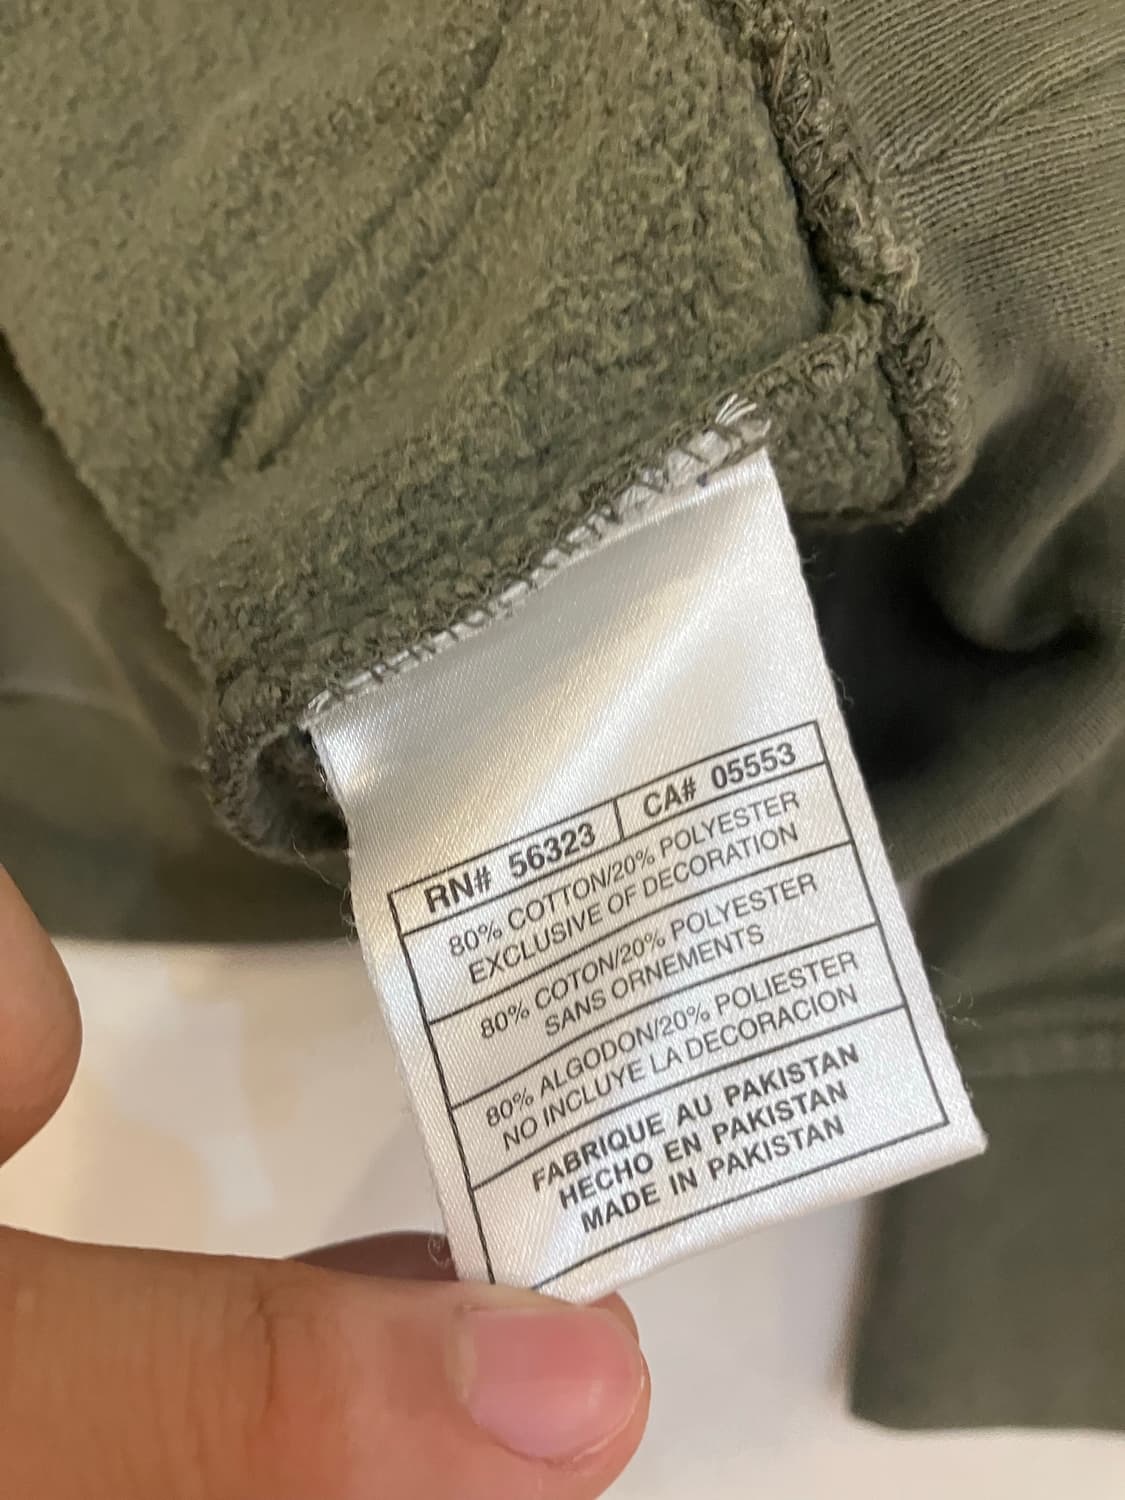 RN# 56323 | CA# 05553
80% COTTON/20% POLYESTER
EXCLUSIVE OF DECORATION
80% COTON/20% POLYESTER
SANS ORNEMENTS
80% ALGODON/20% POLIESTER
NO INCLUYE LA DECORACION
FABRIQUE AU PAKISTAN
HECHO EN PAKISTAN
MADE IN PAKISTAN